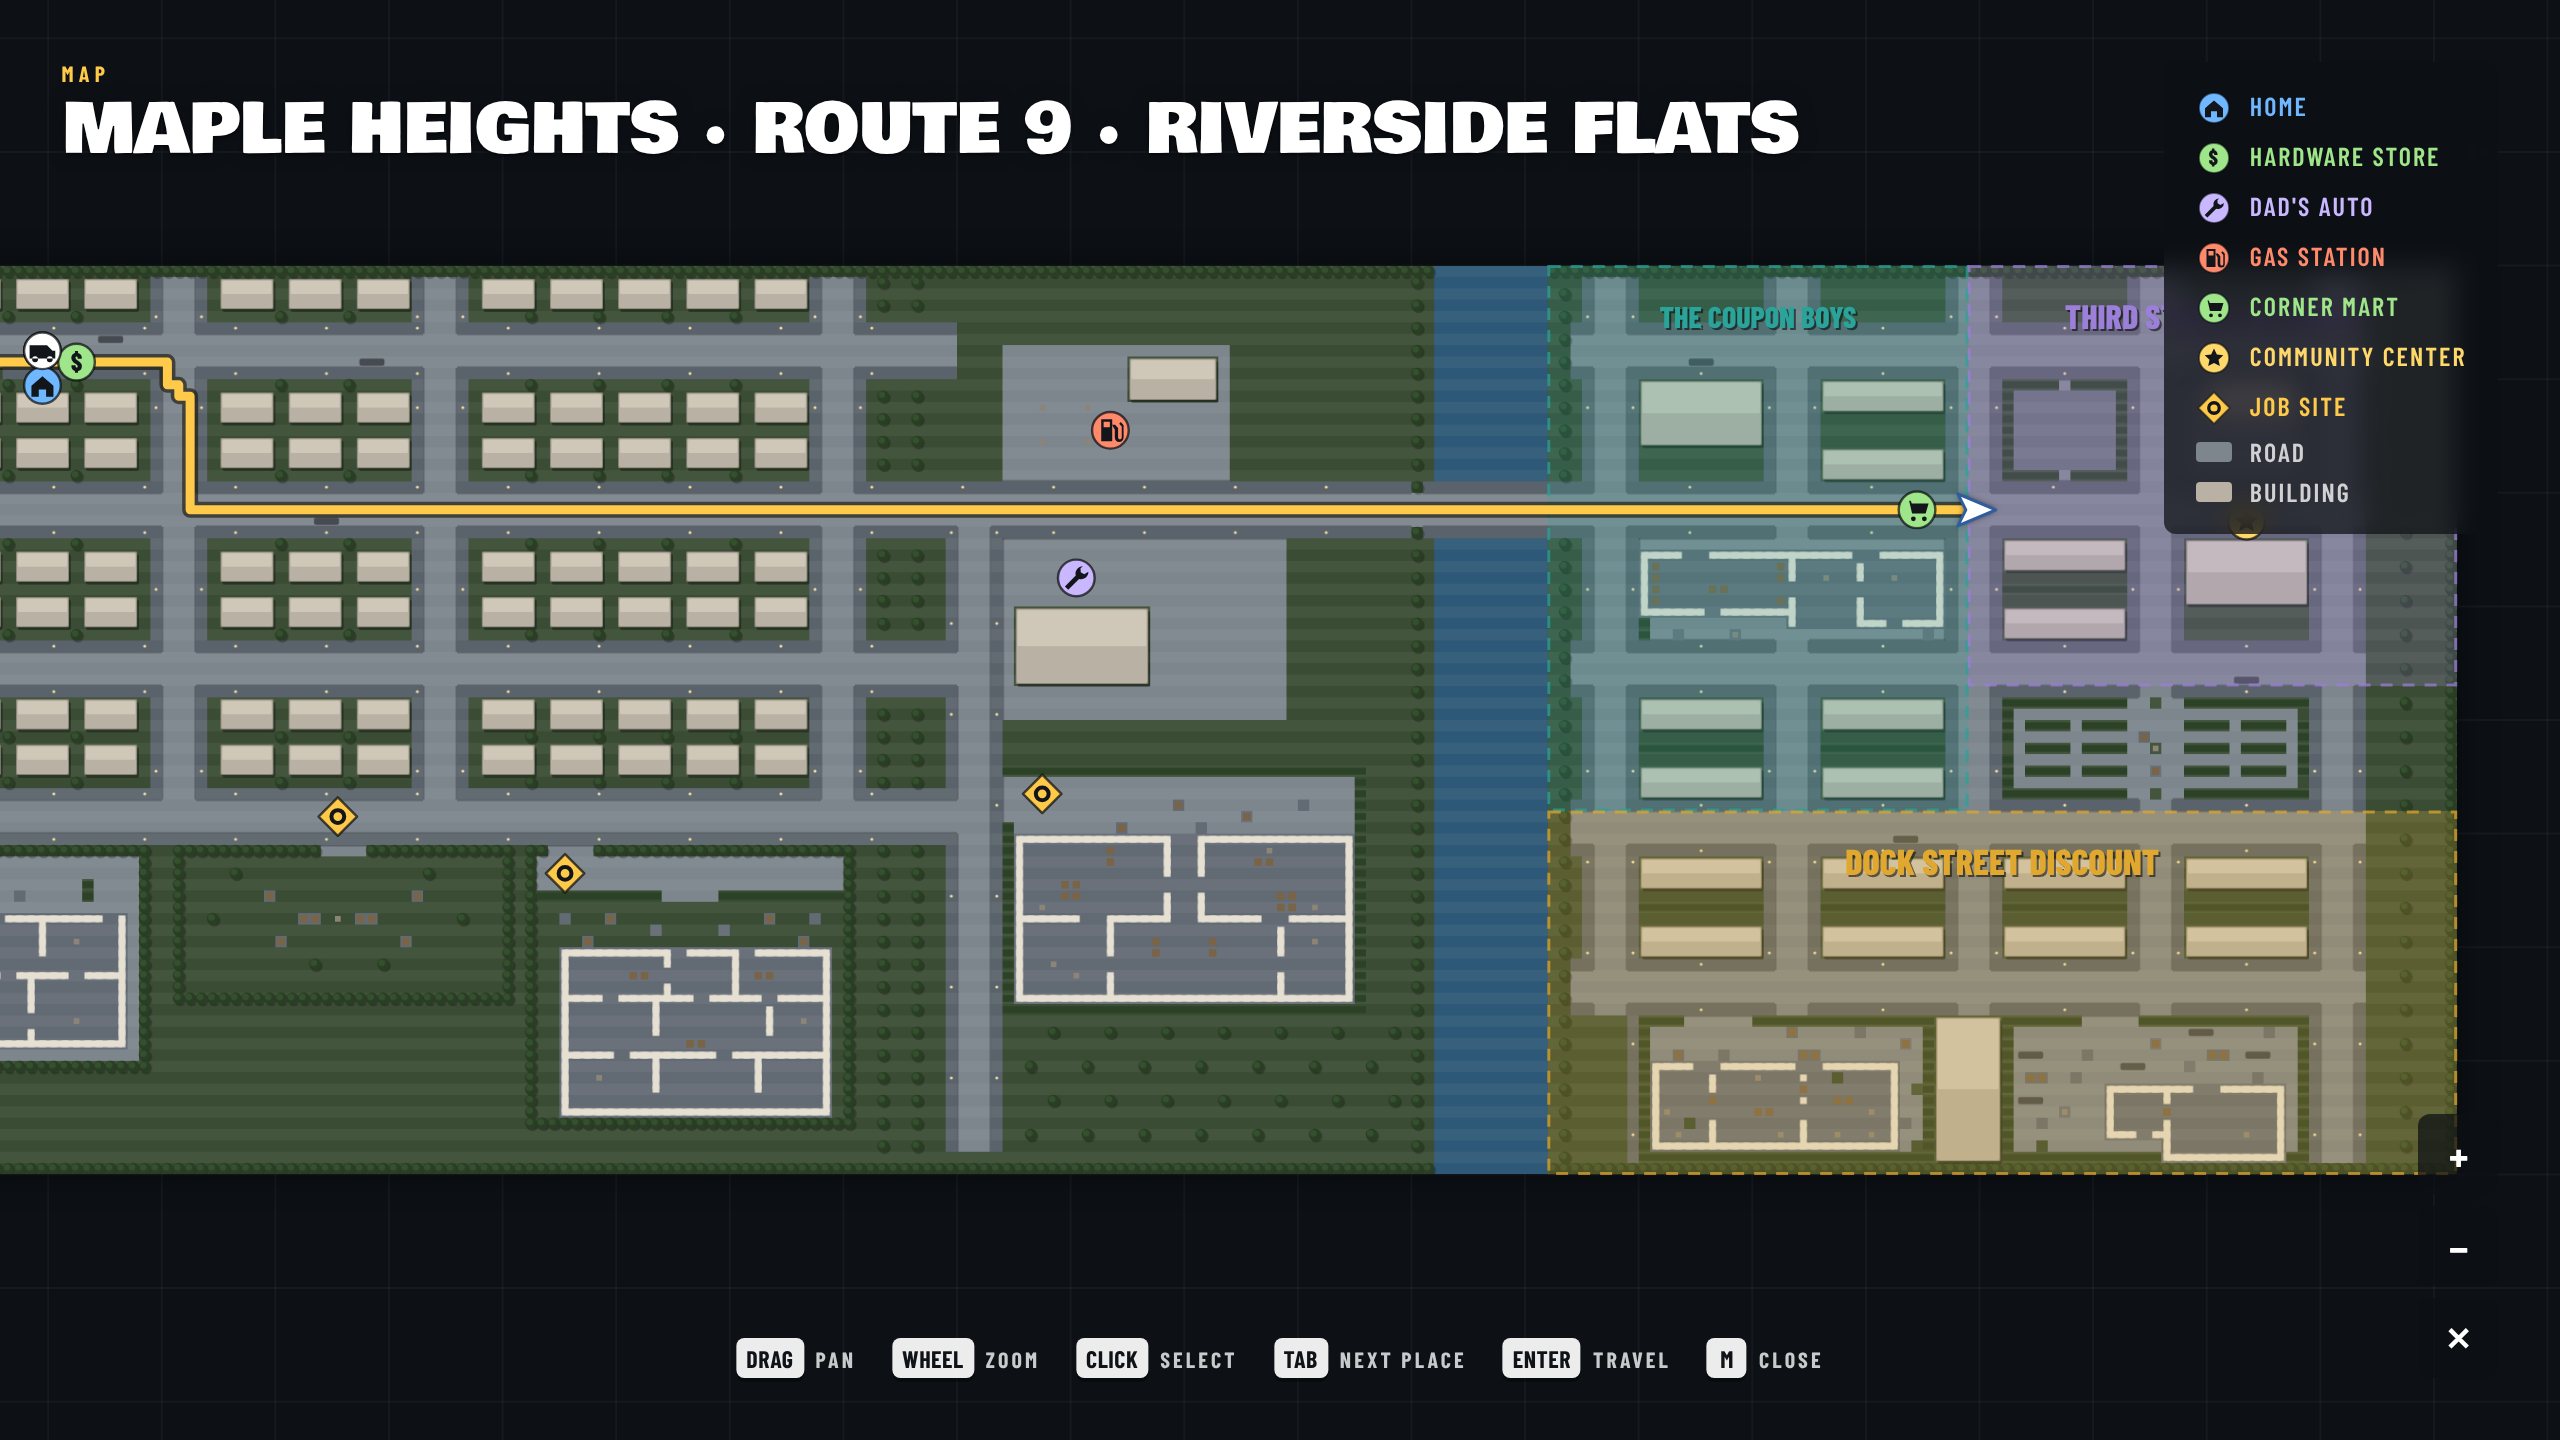 MAP
MAPLE HEIGHTS • ROUTE 9 • RIVERSIDE FLATS
HOME
HARDWARE STORE
DAD'S AUTO
GAS STATION
CORNER MART
COMMUNITY CENTER
JOB SITE
ROAD
BUILDING
THE COUPON BOYS
THIRD
DOCK STREET DISCOUNT
+
−
×
DRAG PAN WHEEL ZOOM CLICK SELECT TAB NEXT PLACE ENTER TRAVEL M CLOSE